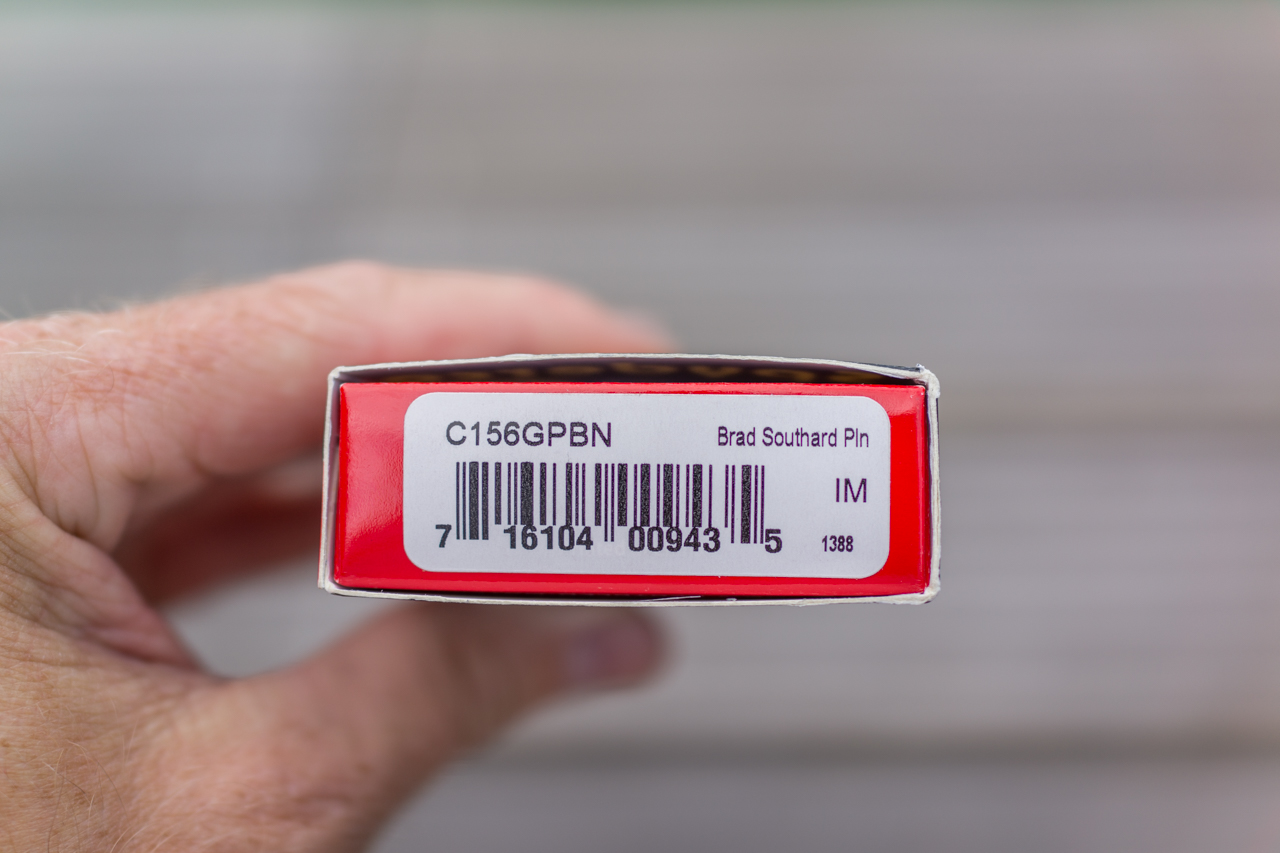 C156GPBN
Brad Southard Pln
IM
7 16104 00943 5
1388